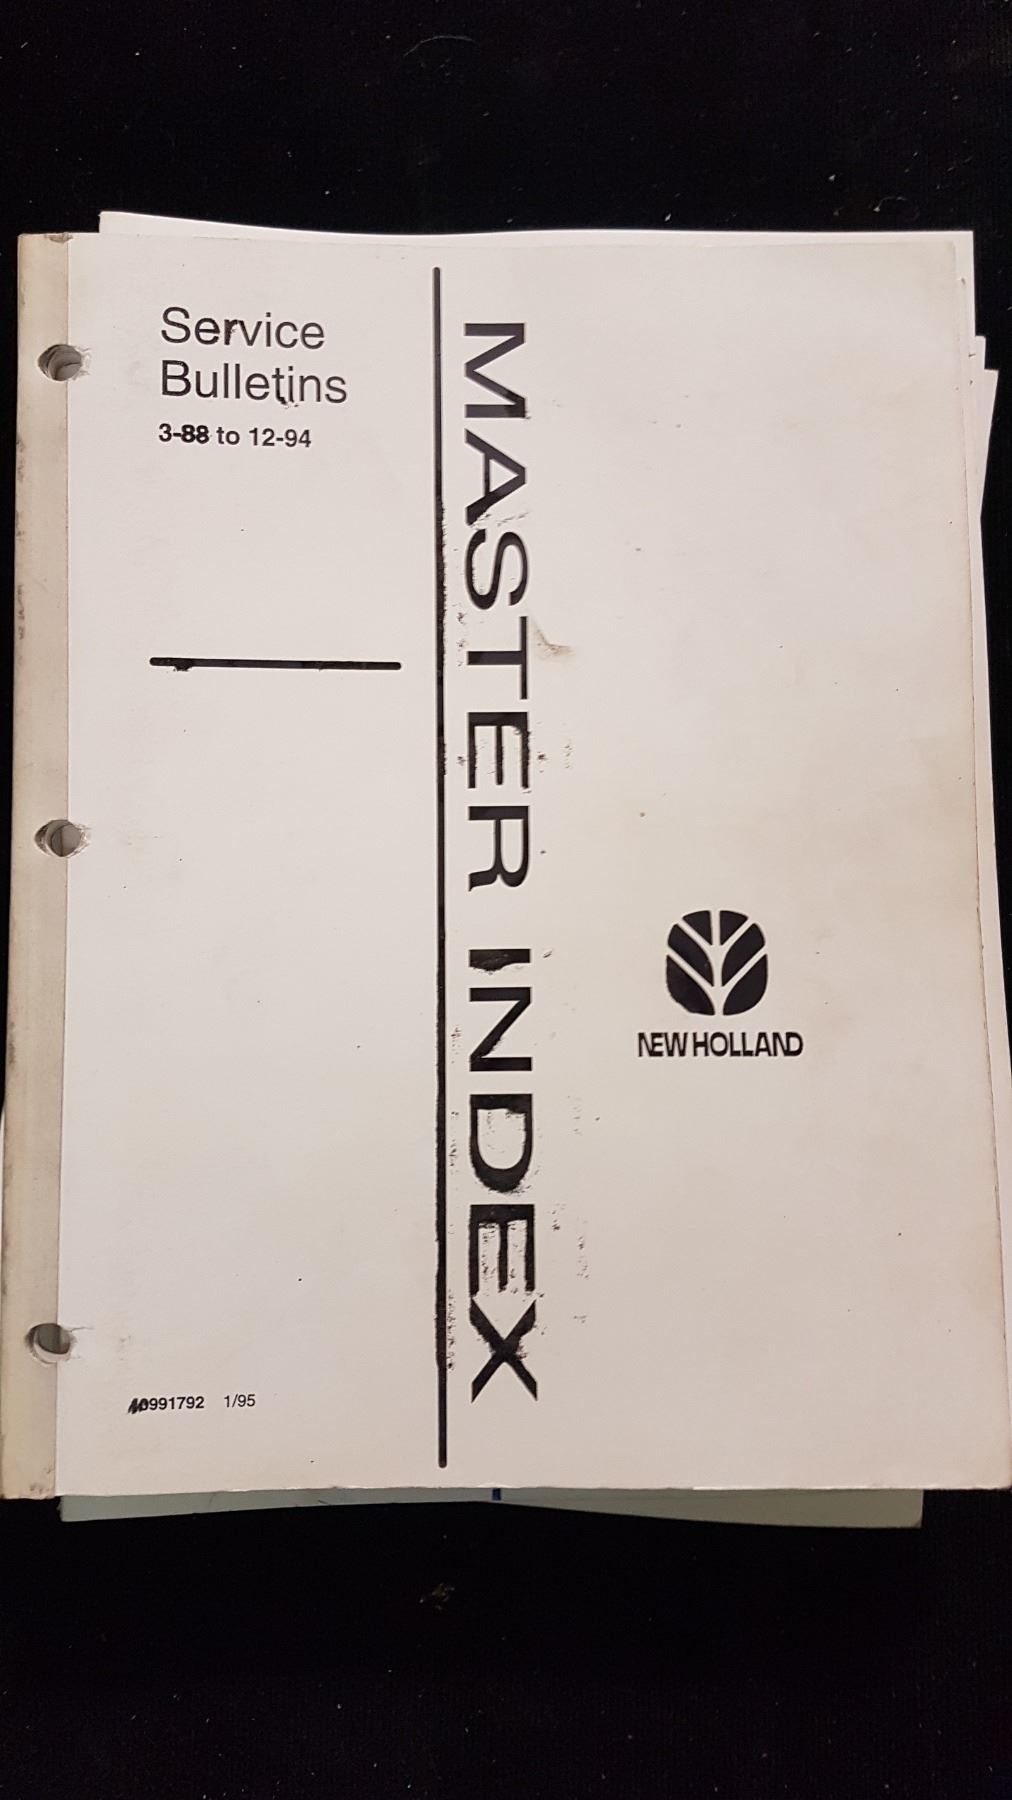 Service
Bulletins
3-88 to 12-94
MASTER INDEX
NEW HOLLAND
40991792 1/95